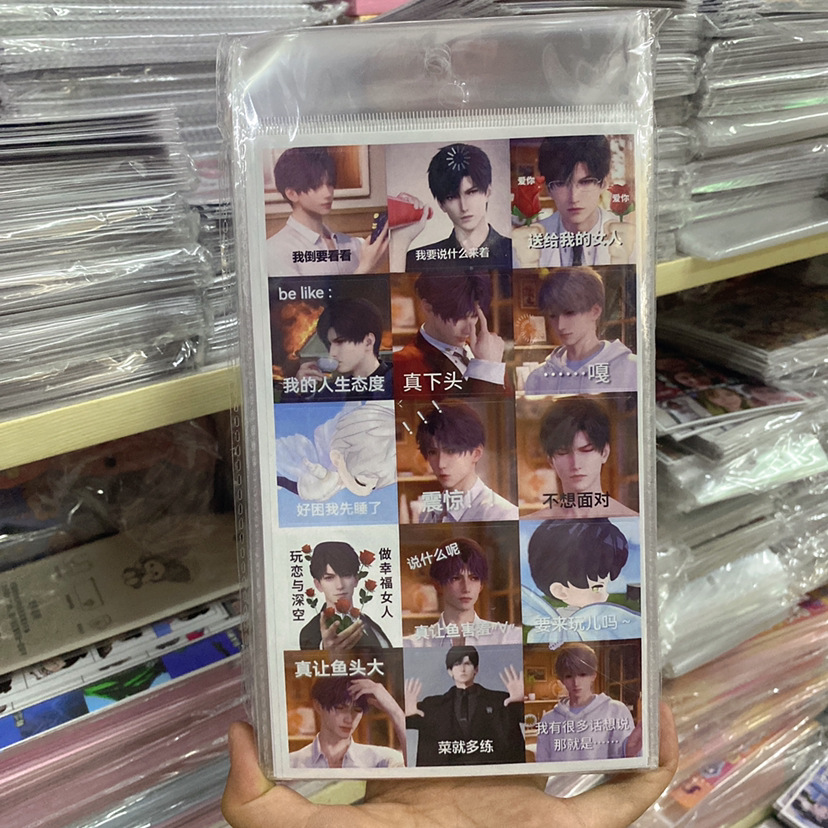 我倒要看看
我要说什么来着
爱你
爱你
送给我的女人
be like :
我的人生态度
真下头
……嘎
好困我先睡了
！！！
震惊！
不想面对
玩恋与深空
做幸福女人
说什么呢
真让鱼害羞"∀"
要来玩儿吗~
真让鱼头大
菜就多练
我有很多话想说
那就是……